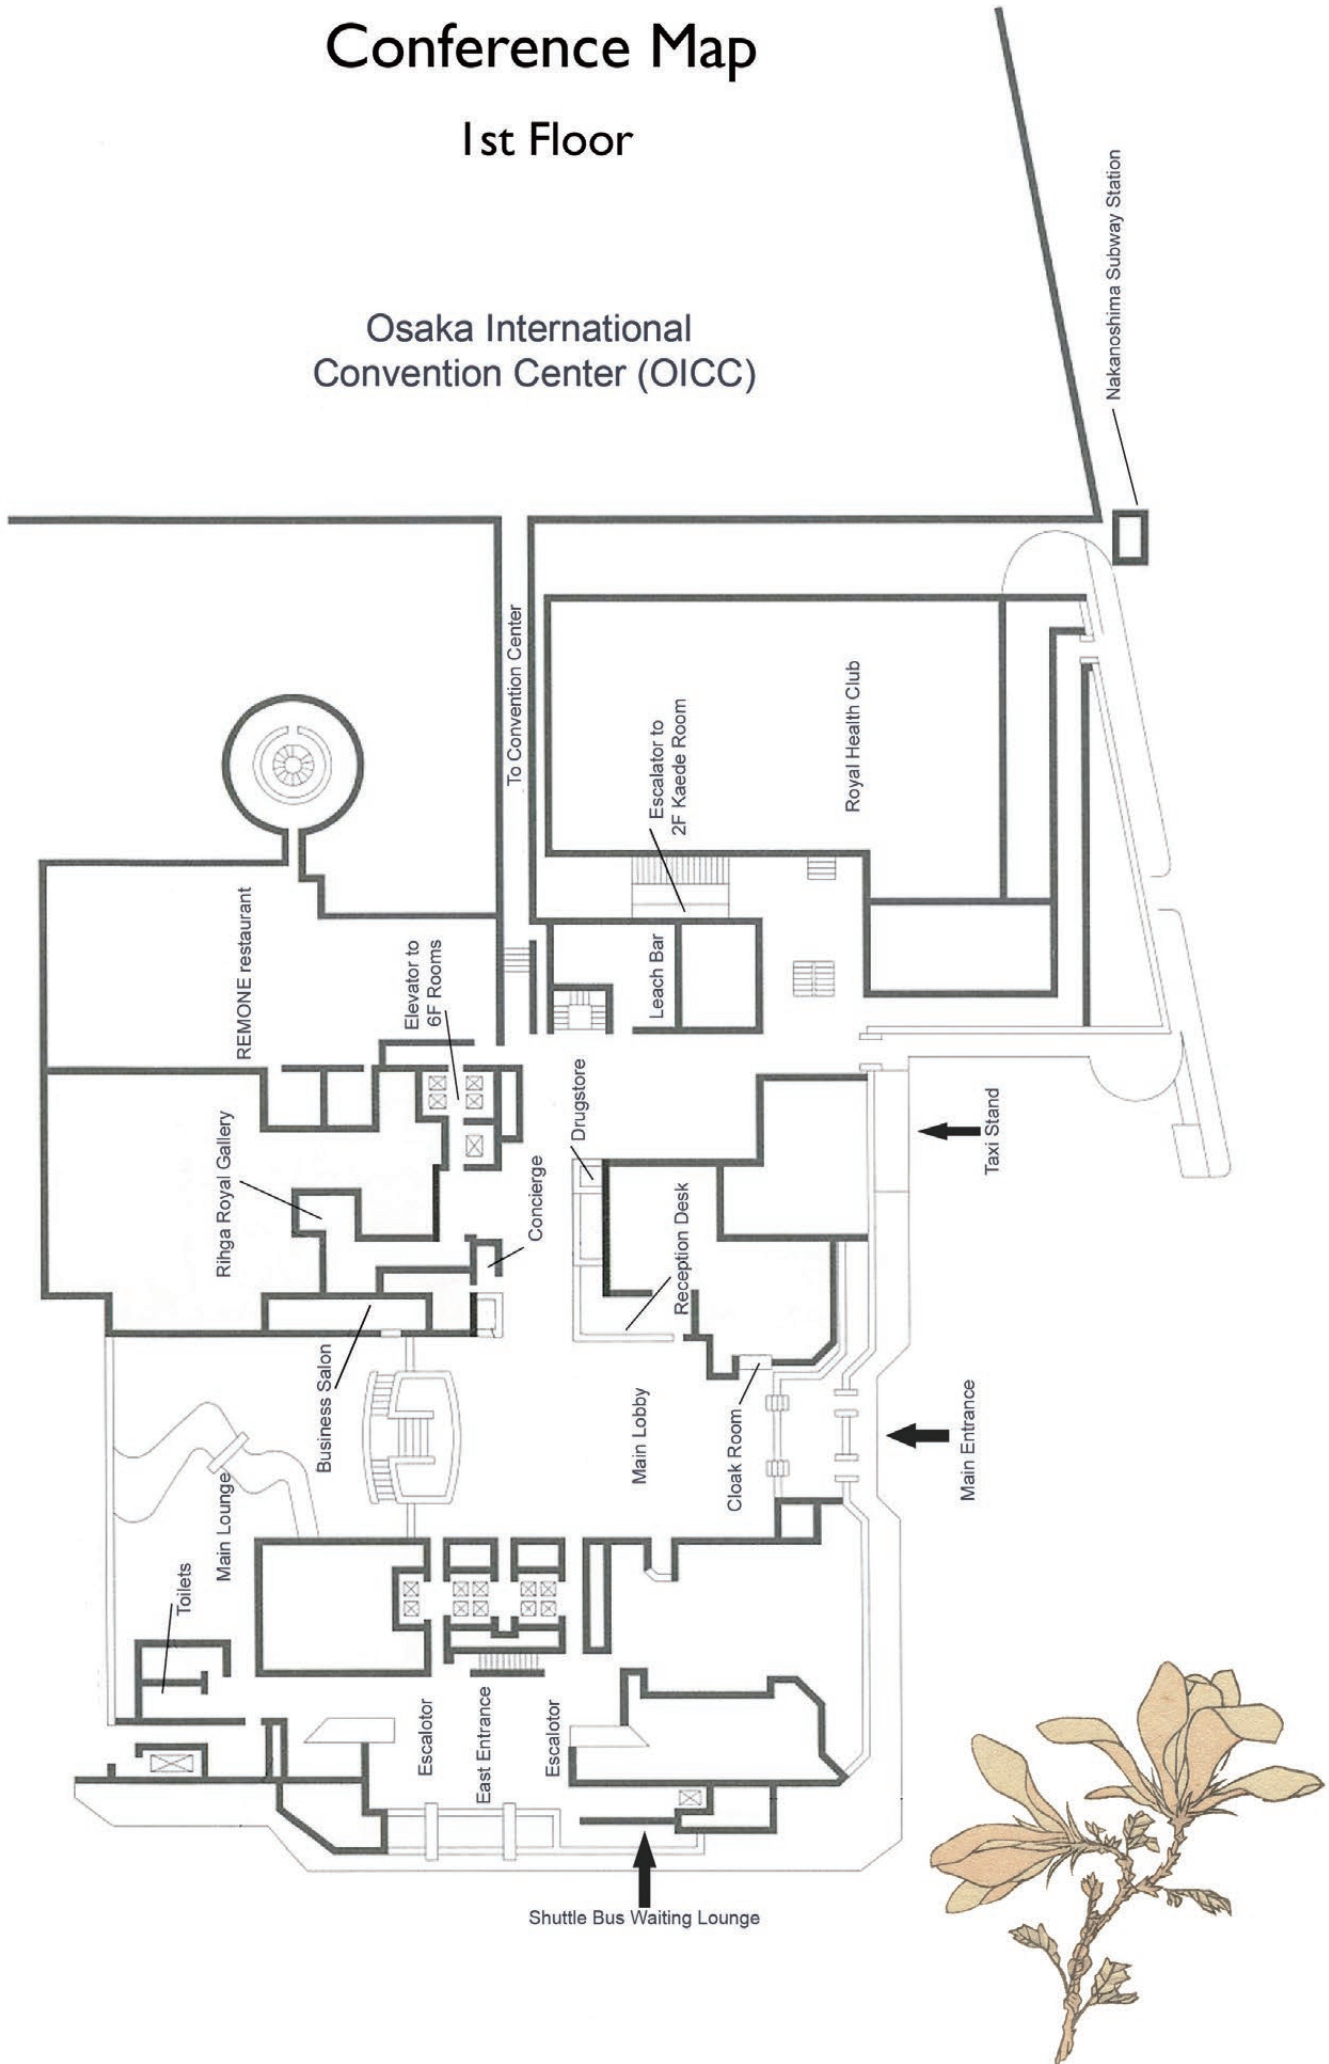 Conference Map
1st Floor
Nakanoshima Subway Station
Osaka International
Convention Center (OICC)
To Convention Center
Escalator to
2F Kaede Room
Royal Health Club
REMONE restaurant
Elevator to
6F Rooms
Leach Bar
Drugstore
Taxi Stand
Rihga Royal Gallery
Concierge
Reception Desk
Business Salon
Main Lobby
Cloak Room
Main Entrance
Main Lounge
Toilets
Escalotor
East Entrance
Escalotor
Shuttle Bus Waiting Lounge